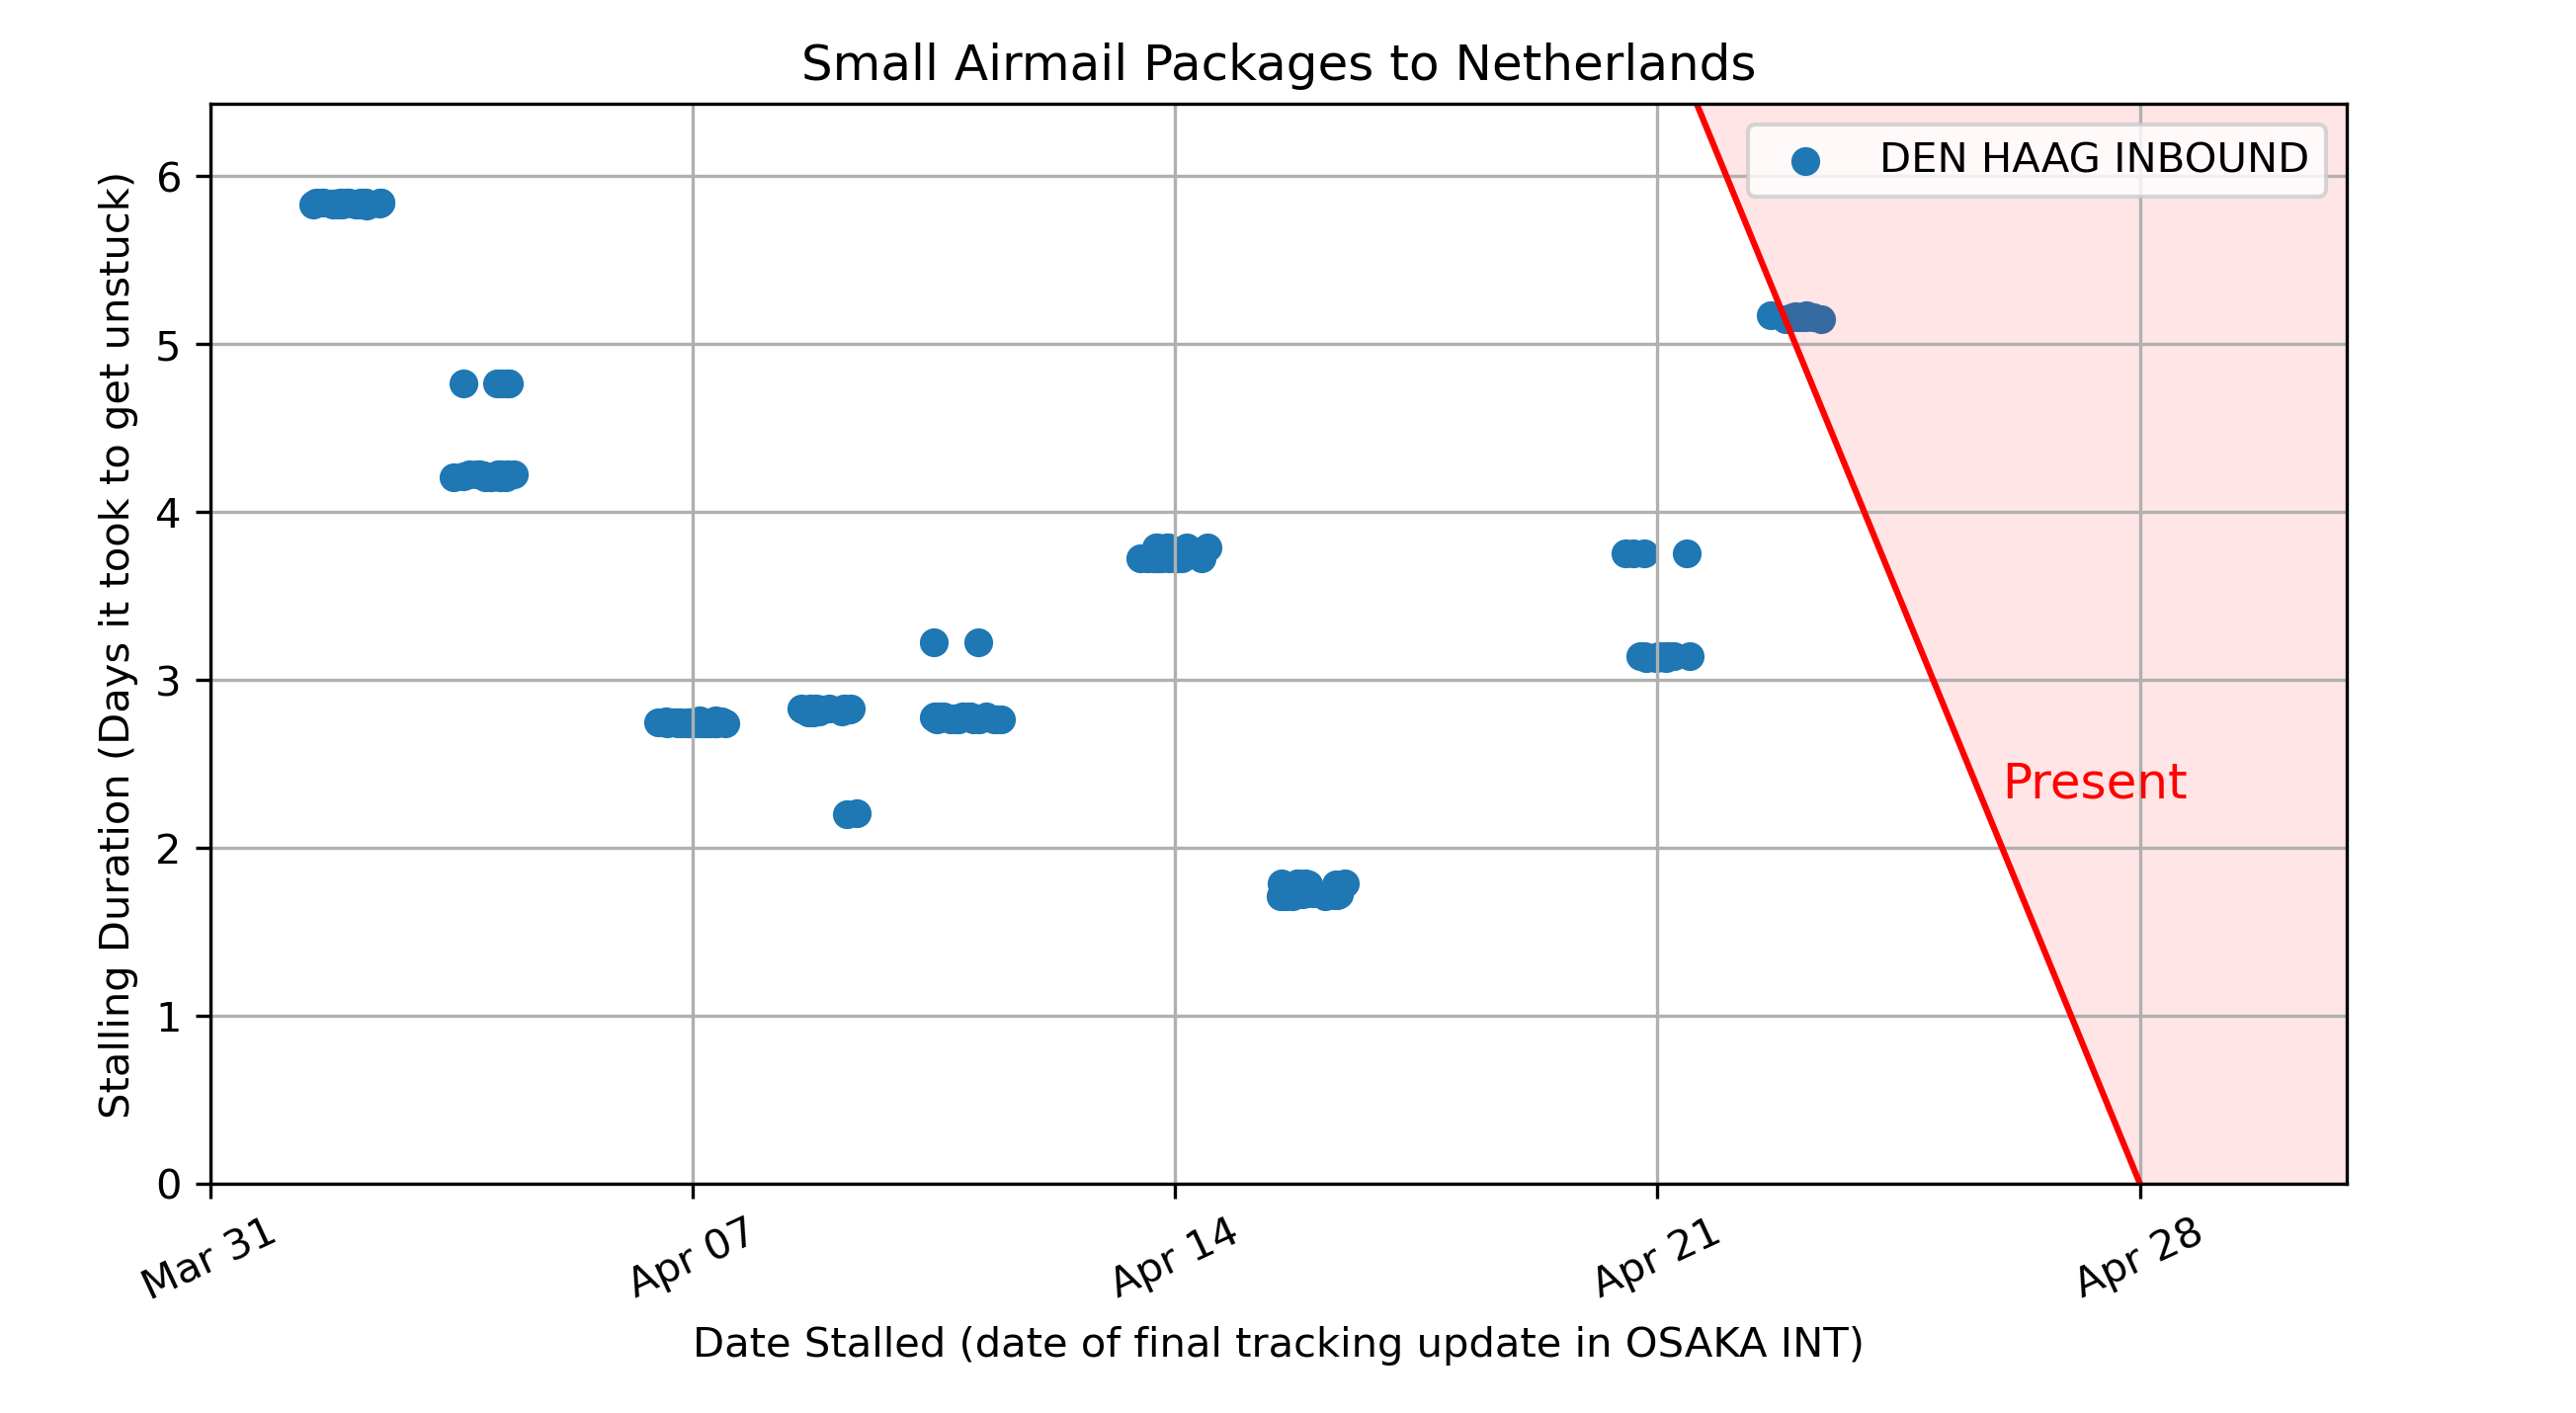 Small Airmail Packages to Netherlands
DEN HAAG INBOUND
Stalling Duration (Days it took to get unstuck)
6
5
4
3
2
1
0
Present
Mar 31
Apr 07
Apr 14
Apr 21
Apr 28
Date Stalled (date of final tracking update in OSAKA INT)